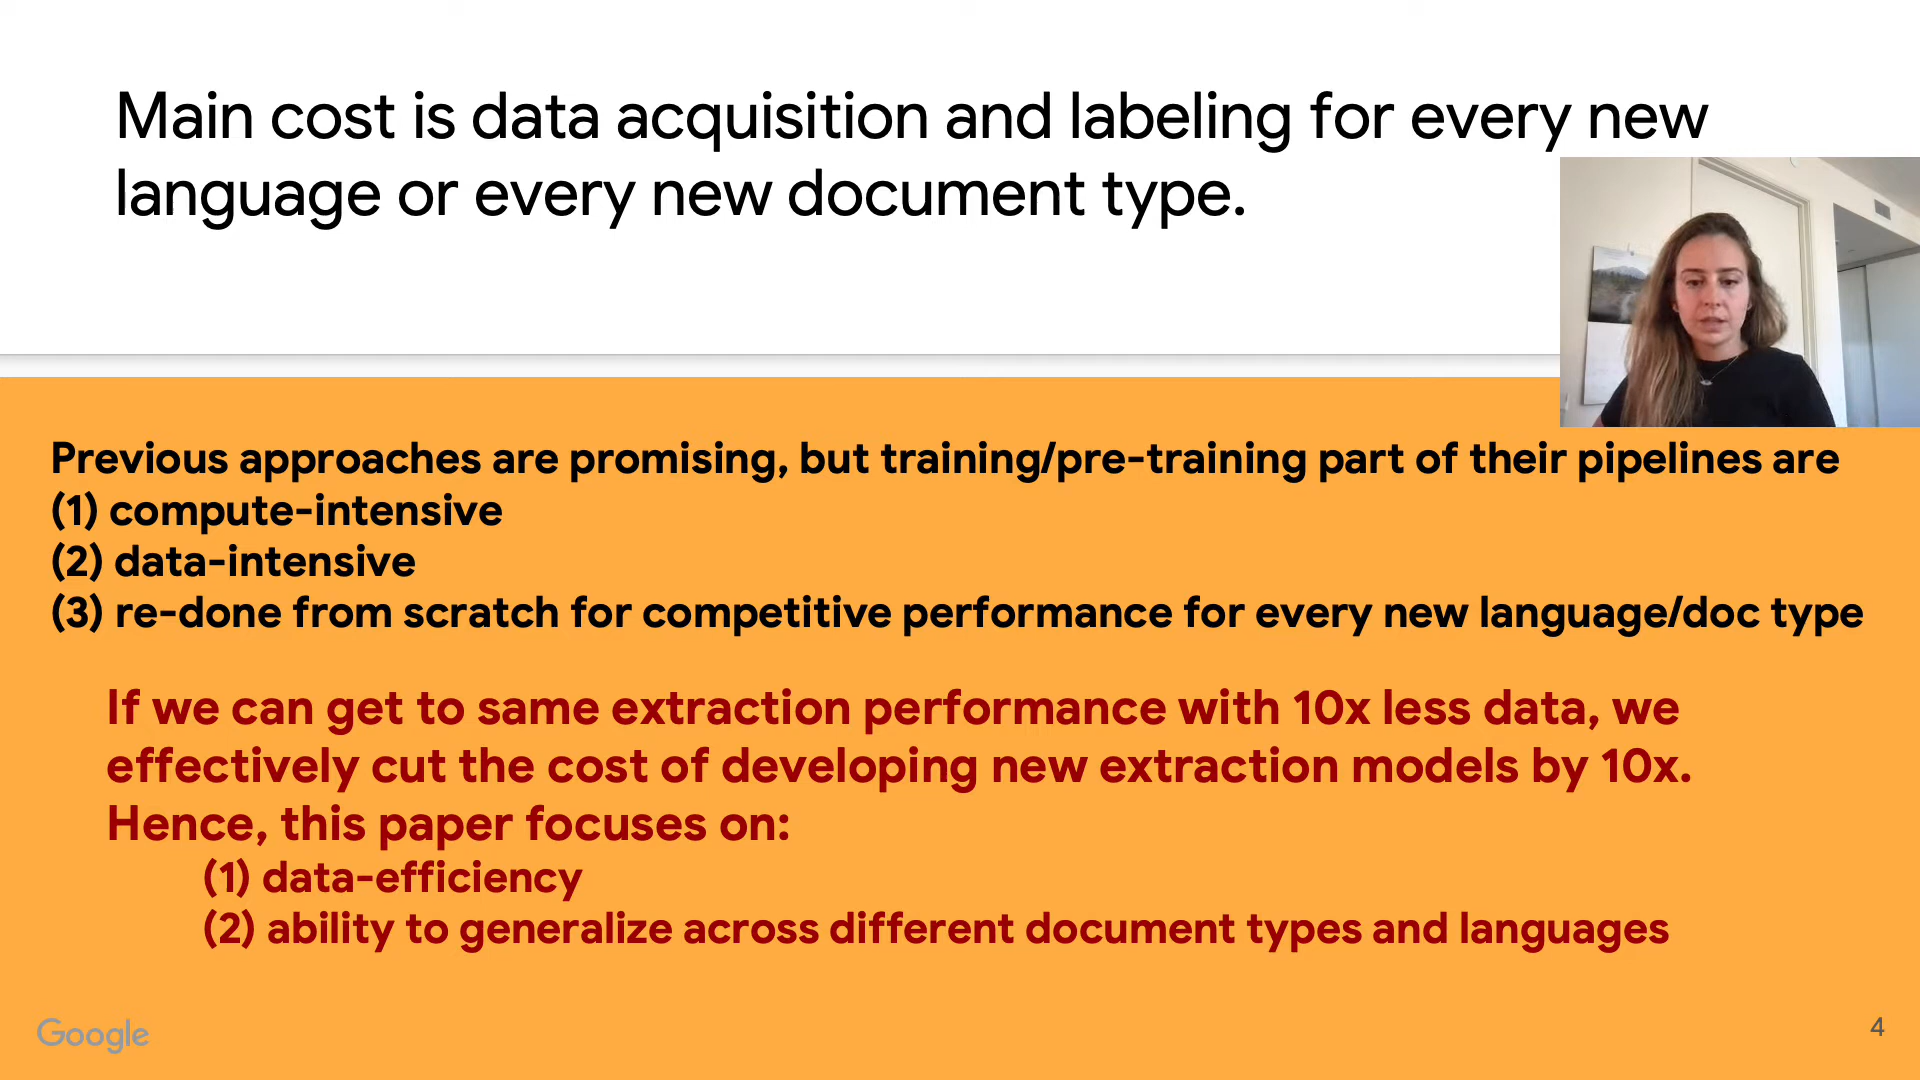 Main cost is data acquisition and labeling for every new
language or every new document type.
Previous approaches are promising, but training/pre-training part of their pipelines are
(1) compute-intensive
(2) data-intensive
(3) re-done from scratch for competitive performance for every new language/doc type
If we can get to same extraction performance with 10x less data, we
effectively cut the cost of developing new extraction models by 10x.
Hence, this paper focuses on:
(1) data-efficiency
(2) ability to generalize across different document types and languages
Google
4